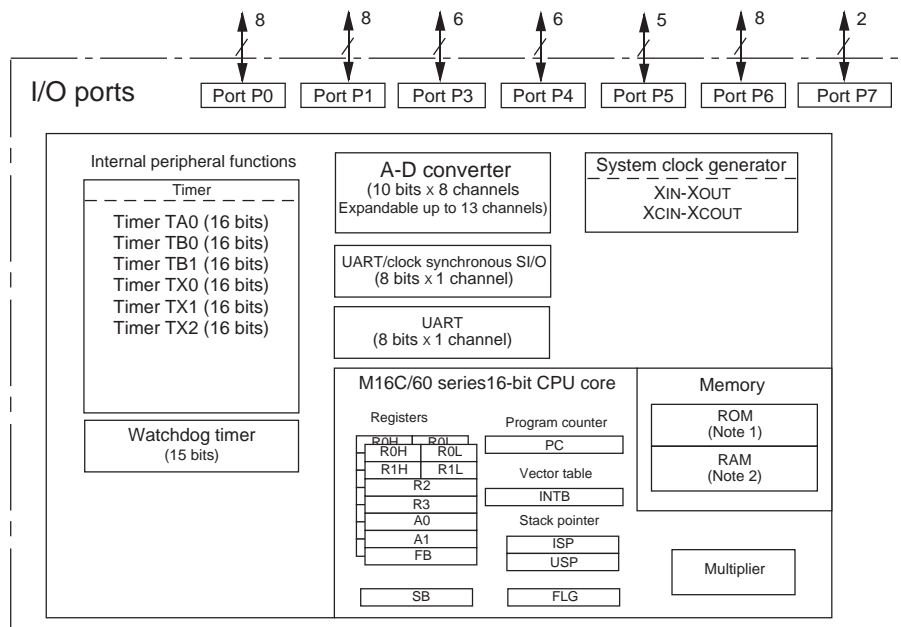 8 8 6 6 5 8 2
I/O ports
Port P0 Port P1 Port P3 Port P4 Port P5 Port P6 Port P7
Internal peripheral functions
Timer
Timer TA0 (16 bits)
Timer TB0 (16 bits)
Timer TB1 (16 bits)
Timer TX0 (16 bits)
Timer TX1 (16 bits)
Timer TX2 (16 bits)
Watchdog timer
(15 bits)
A-D converter
(10 bits x 8 channels
Expandable up to 13 channels)
UART/clock synchronous SI/O
(8 bits x 1 channel)
UART
(8 bits x 1 channel)
System clock generator
XIN-XOUT
XCIN-XCOUT
M16C/60 series16-bit CPU core
Registers
R0H R0L
R0H R0L
R1H R1L
R2
R3
A0
A1
FB
SB
Program counter
PC
Vector table
INTB
Stack pointer
ISP
USP
FLG
Memory
ROM
(Note 1)
RAM
(Note 2)
Multiplier